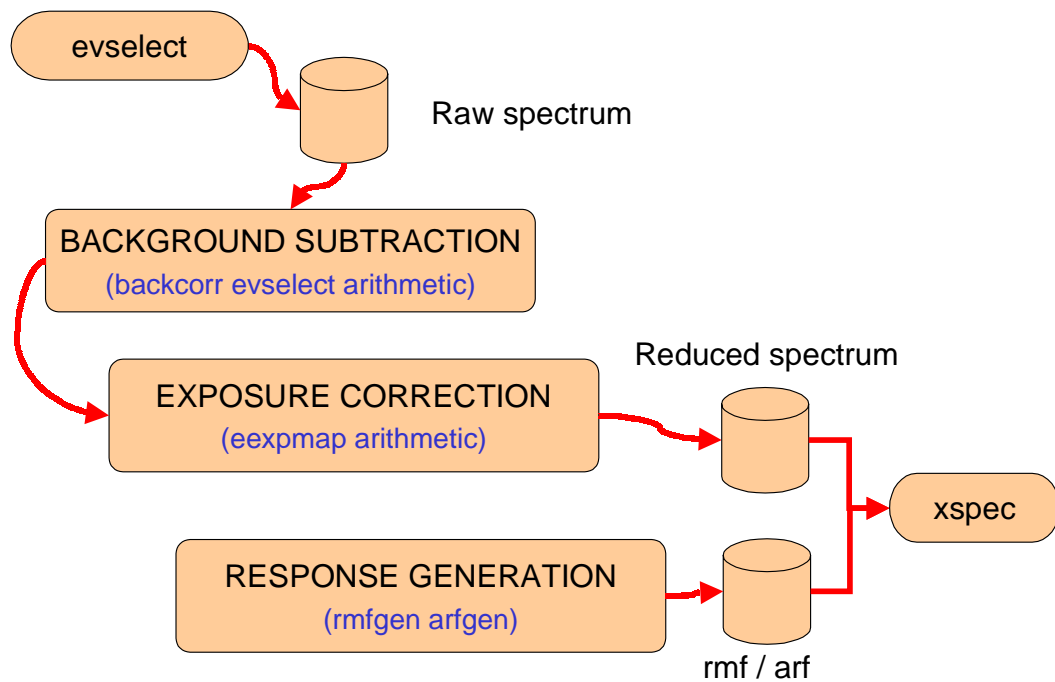 evselect
Raw spectrum
BACKGROUND SUBTRACTION
(backcorr evselect arithmetic)
Reduced spectrum
EXPOSURE CORRECTION
(eexpmap arithmetic)
xspec
RESPONSE GENERATION
(rmfgen arfgen)
rmf / arf